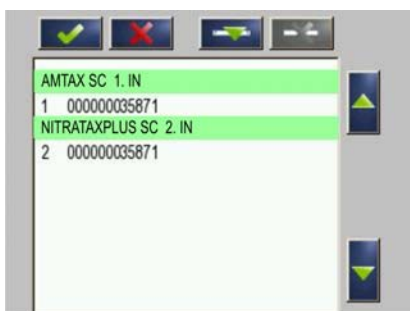 AMTAX SC 1. IN
1 000000035871
NITRATAXPLUS SC 2. IN
2 000000035871